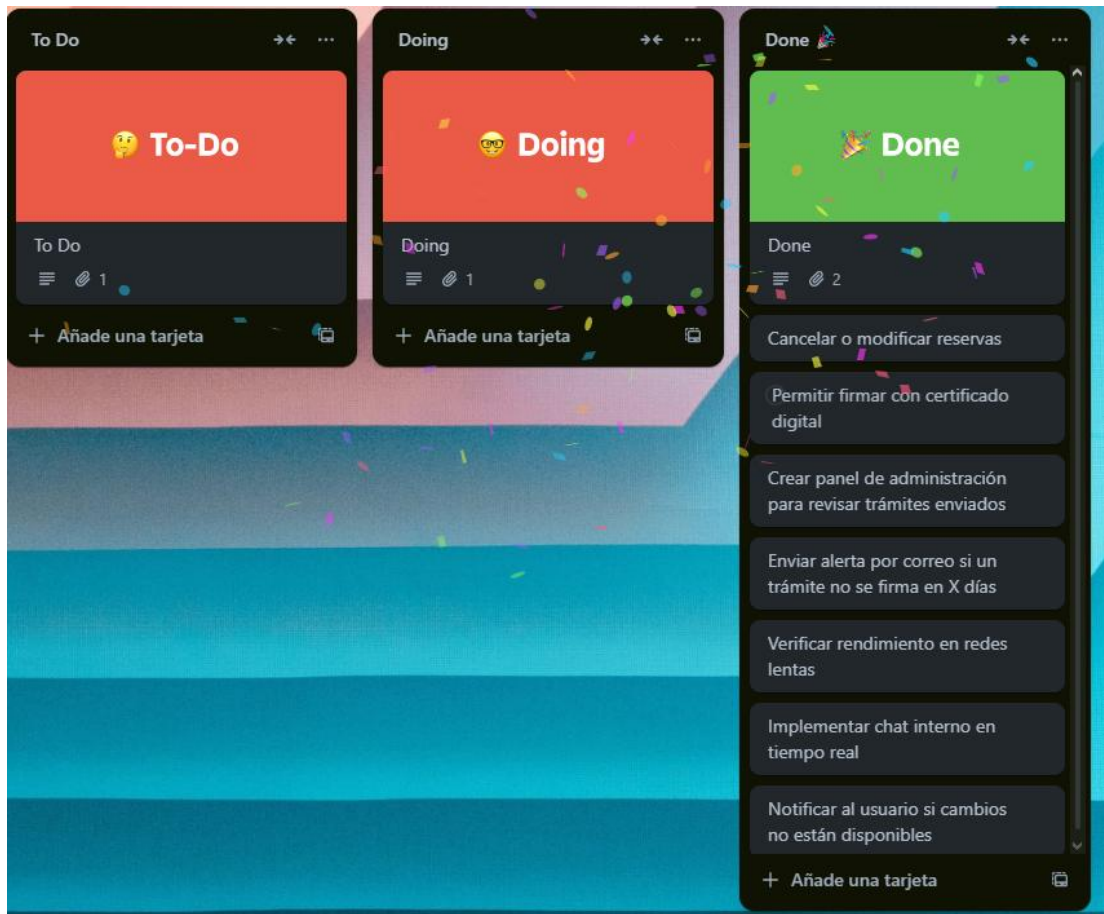 To Do
🤔 To-Do
To Do
1
+ Añade una tarjeta
Doing
🤓 Doing
Doing
1
+ Añade una tarjeta
Done 🎉
🎉 Done
Done
2
Cancelar o modificar reservas
Permitir firmar con certificado
digital
Crear panel de administración
para revisar trámites enviados
Enviar alerta por correo si un
trámite no se firma en X días
Verificar rendimiento en redes
lentas
Implementar chat interno en
tiempo real
Notificar al usuario si cambios
no están disponibles
+ Añade una tarjeta